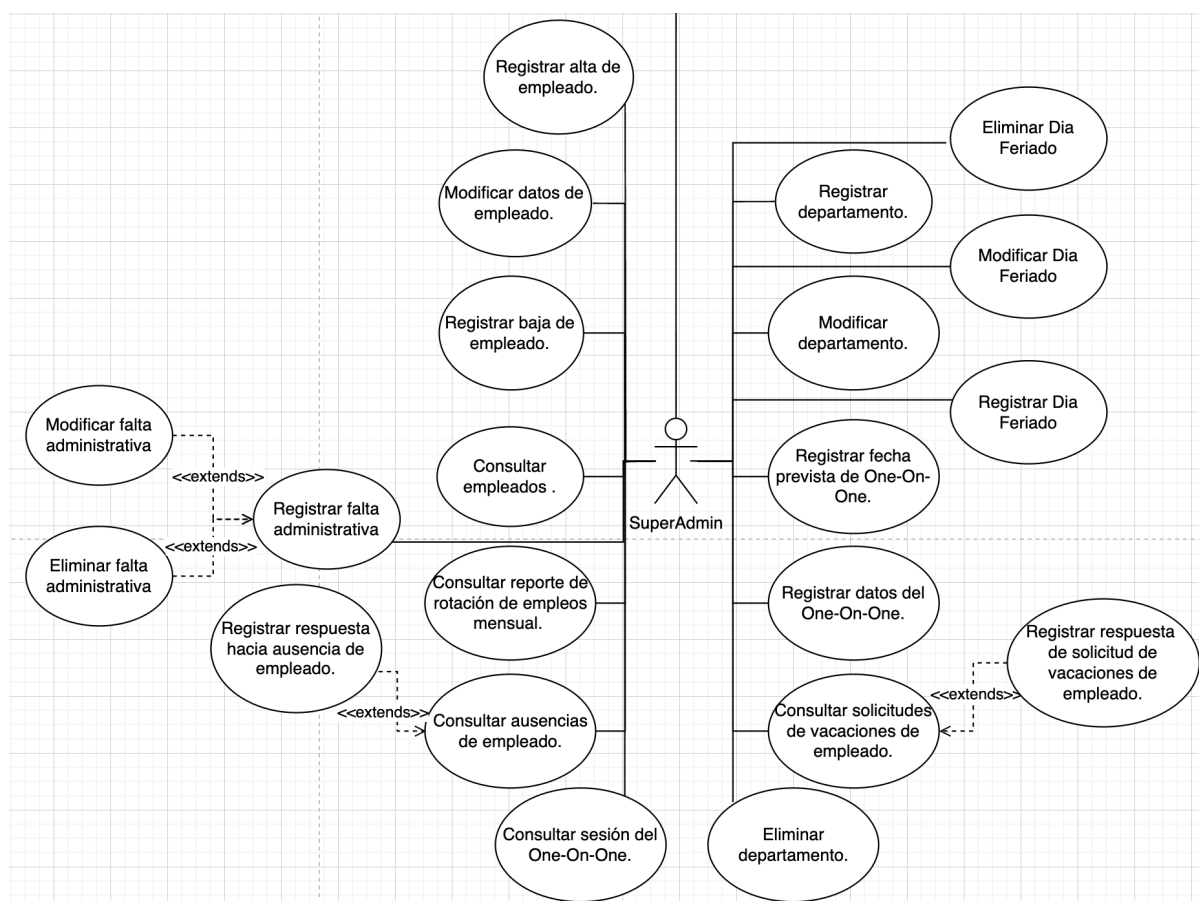 Registrar alta de
empleado.
Eliminar Dia
Feriado
Modificar datos de
empleado.
Registrar
departamento.
Modificar Dia
Feriado
Registrar baja de
empleado.
Modificar
departamento.
Registrar Dia
Feriado
Modificar falta
administrativa
<<extends>>
Consultar
empleados .
Registrar fecha
prevista de One-On-
One.
SuperAdmin
Registrar falta
administrativa
<<extends>>
Eliminar falta
administrativa
Consultar reporte de
rotación de empleos
mensual.
Registrar datos del
One-On-One.
Registrar respuesta
hacia ausencia de
empleado.
Registrar respuesta
de solicitud de
vacaciones de
empleado.
<<extends>>
<<extends>>
Consultar ausencias
de empleado.
Consultar solicitudes
de vacaciones de
empleado.
Consultar sesión del
One-On-One.
Eliminar
departamento.